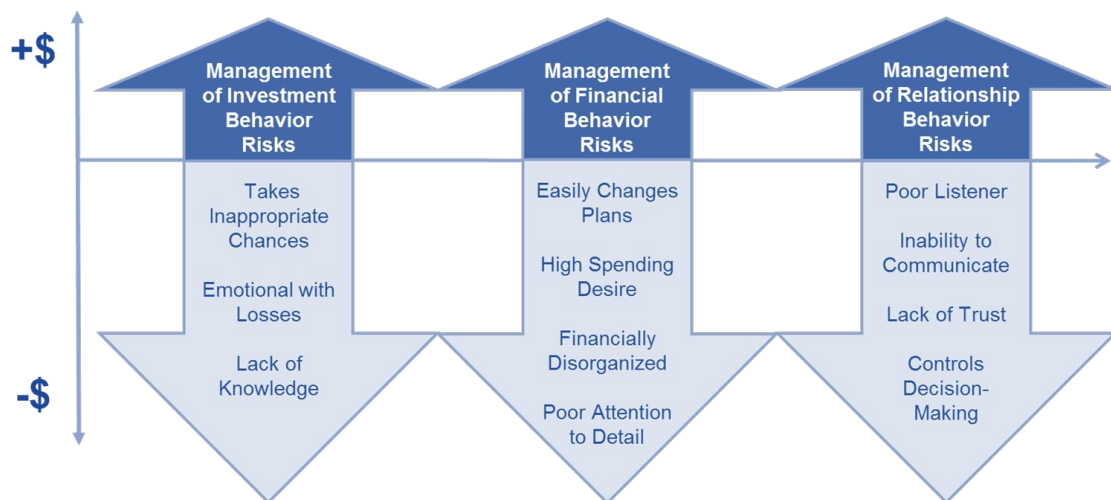 +$
Management
of Investment
Behavior
Risks
Management
of Financial
Behavior
Risks
Management
of Relationship
Behavior
Risks
Takes
Inappropriate
Chances
Emotional with
Losses
Lack of
Knowledge
Easily Changes
Plans
High Spending
Desire
Financially
Disorganized
Poor Attention
to Detail
Poor Listener
Inability to
Communicate
Lack of Trust
Controls
Decision-
Making
-$